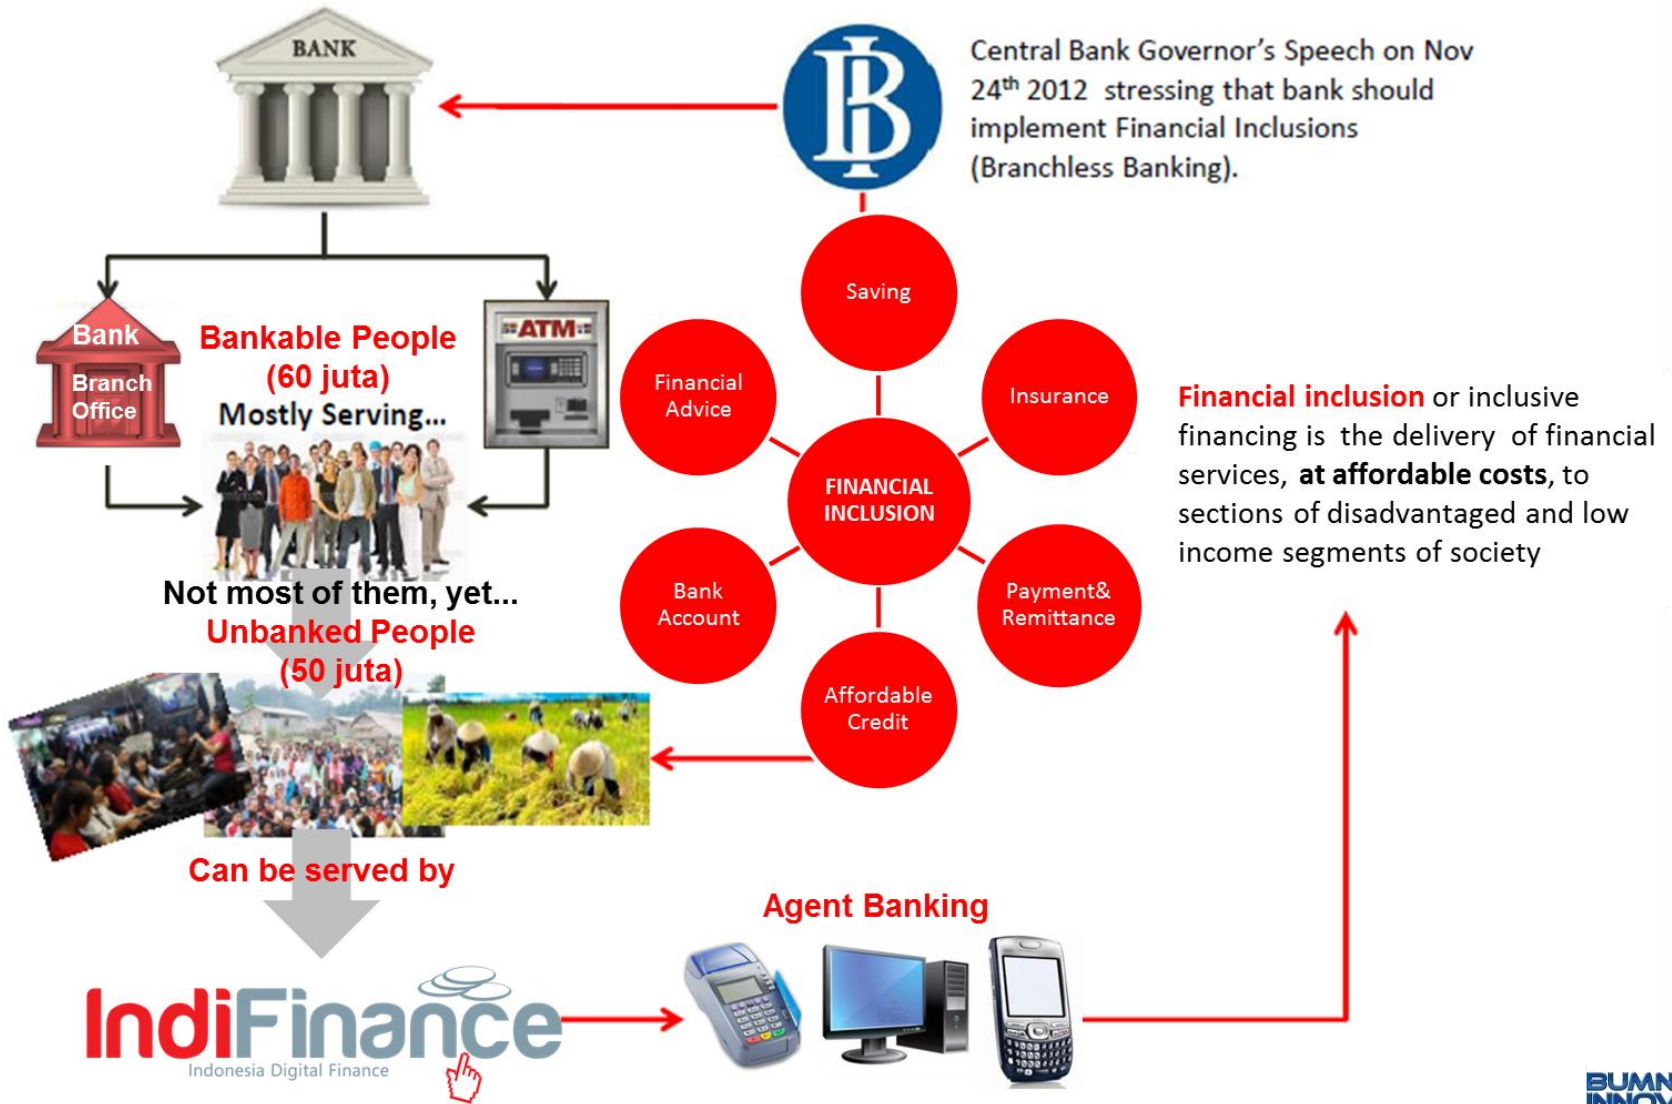 BANK
Central Bank Governor's Speech on Nov
24th 2012 stressing that bank should
implement Financial Inclusions
(Branchless Banking).
Bank
Branch
Office
Bankable People
(60 juta)
Mostly Serving...
ATM
Not most of them, yet...
Unbanked People
(50 juta)
Saving
Financial
Advice
Insurance
FINANCIAL
INCLUSION
Bank
Account
Payment&
Remittance
Affordable
Credit
Financial inclusion or inclusive
financing is the delivery of financial
services, at affordable costs, to
sections of disadvantaged and low
income segments of society
Can be served by
IndiFinance
Indonesia Digital Finance
Agent Banking
BUMN
INNOV